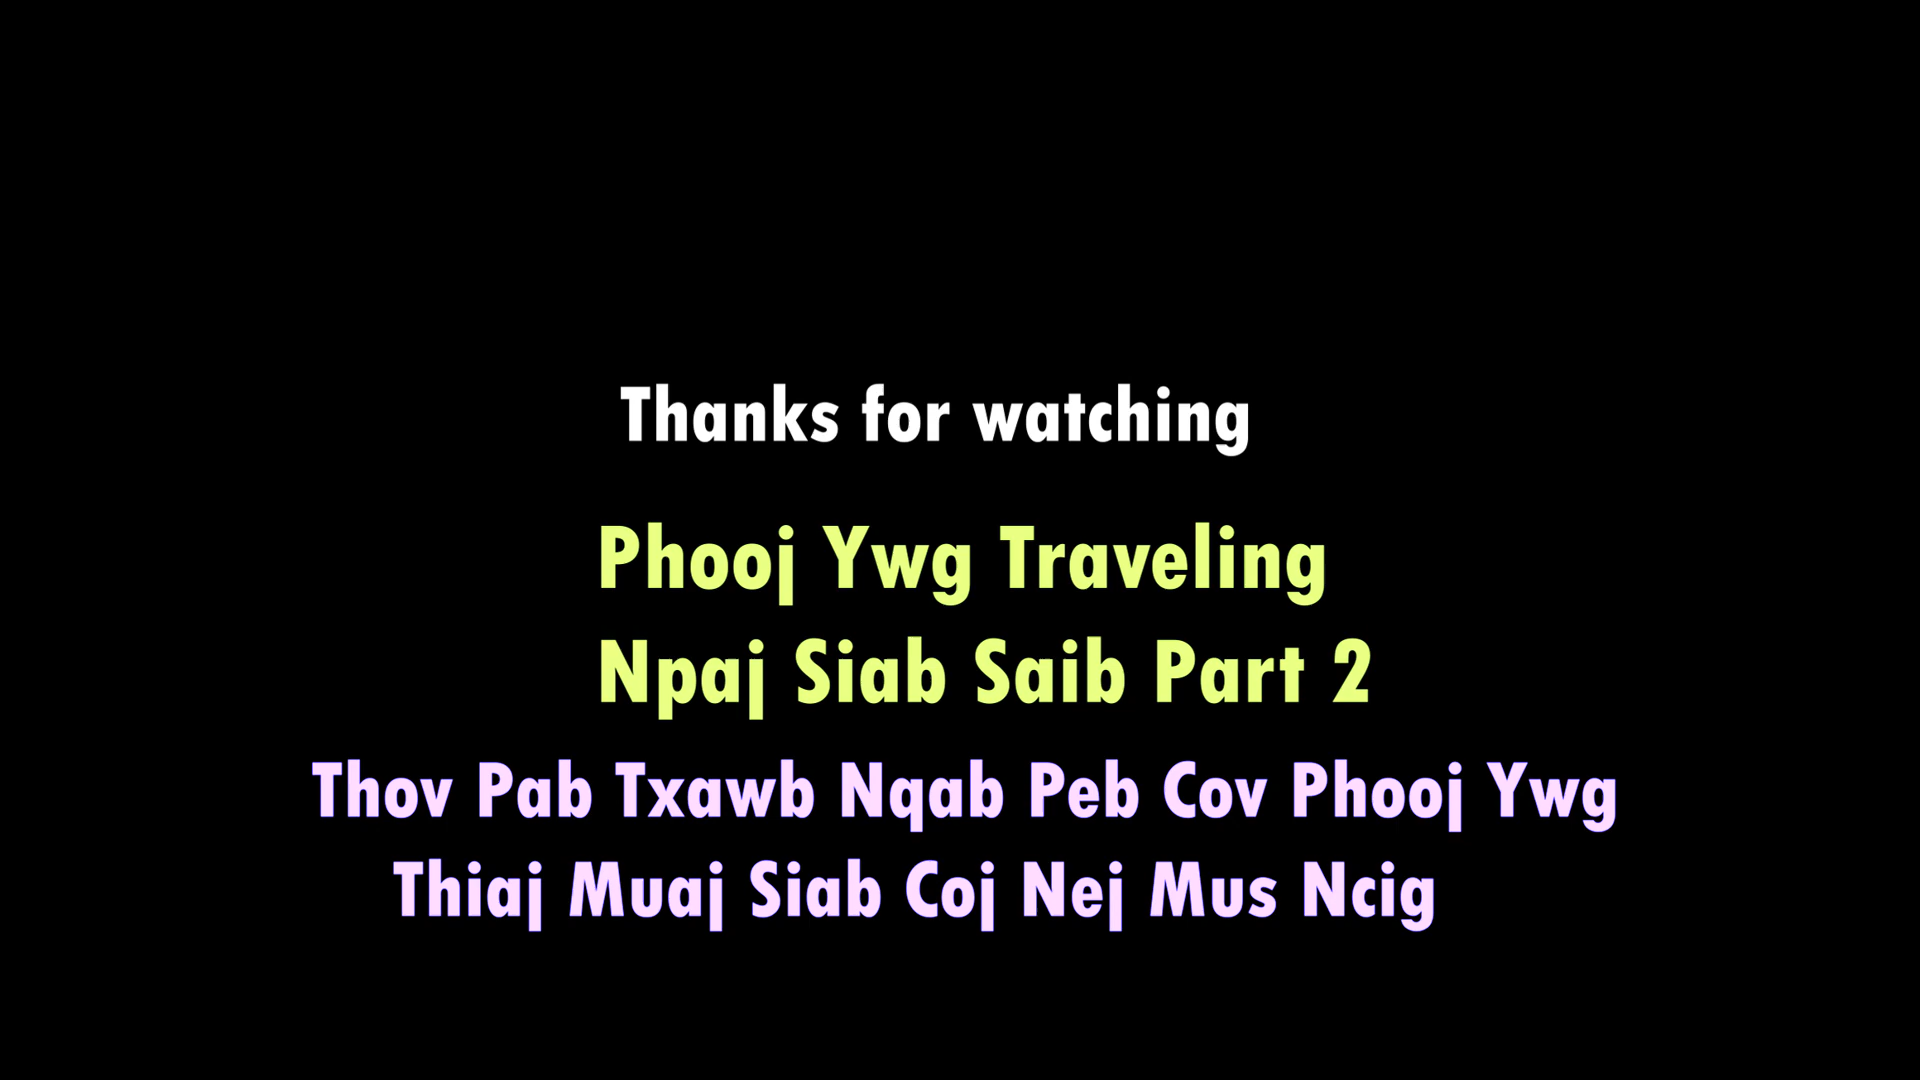 Thanks for watching
Phooj Ywg Traveling
Npaj Siab Saib Part 2
Thov Pab Txawb Nqab Peb Cov Phooj Ywg
Thiaj Muaj Siab Coj Nej Mus Ncig